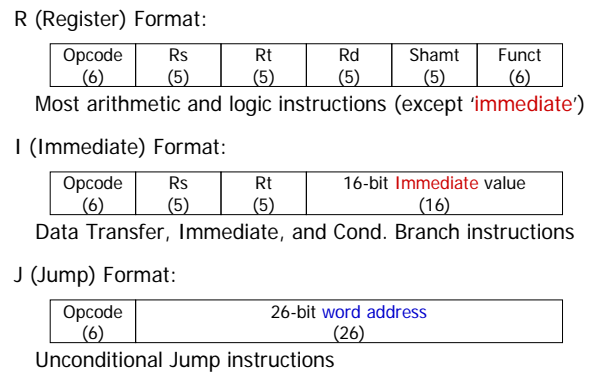 R (Register) Format:
Opcode Rs Rt Rd Shamt Funct
(6) (5) (5) (5) (5) (6)
Most arithmetic and logic instructions (except ‘immediate’)
I (Immediate) Format:
Opcode Rs Rt 16-bit Immediate value
(6) (5) (5) (16)
Data Transfer, Immediate, and Cond. Branch instructions
J (Jump) Format:
Opcode 26-bit word address
(6) (26)
Unconditional Jump instructions